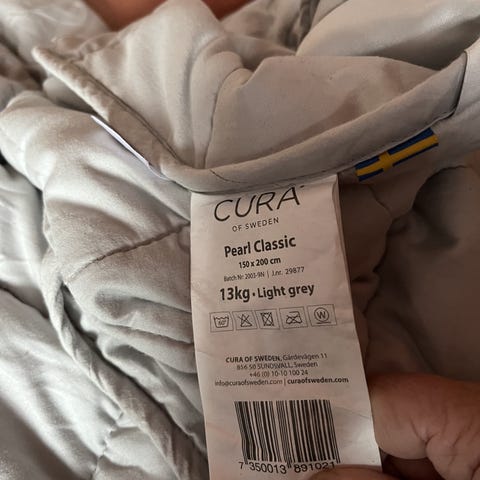 CURA
OF SWEDEN
Pearl Classic
150 x 200 cm
Batch Nr: 2003-9N | J.nr. 29877
13kg • Light grey
60°
W
CURA OF SWEDEN, Gärdevägen 11
856 50 SUNDSVALL, Sweden
+46 (0) 10-10 100 24
info@curaofsweden.com | curaofsweden.com
7 350013 891021